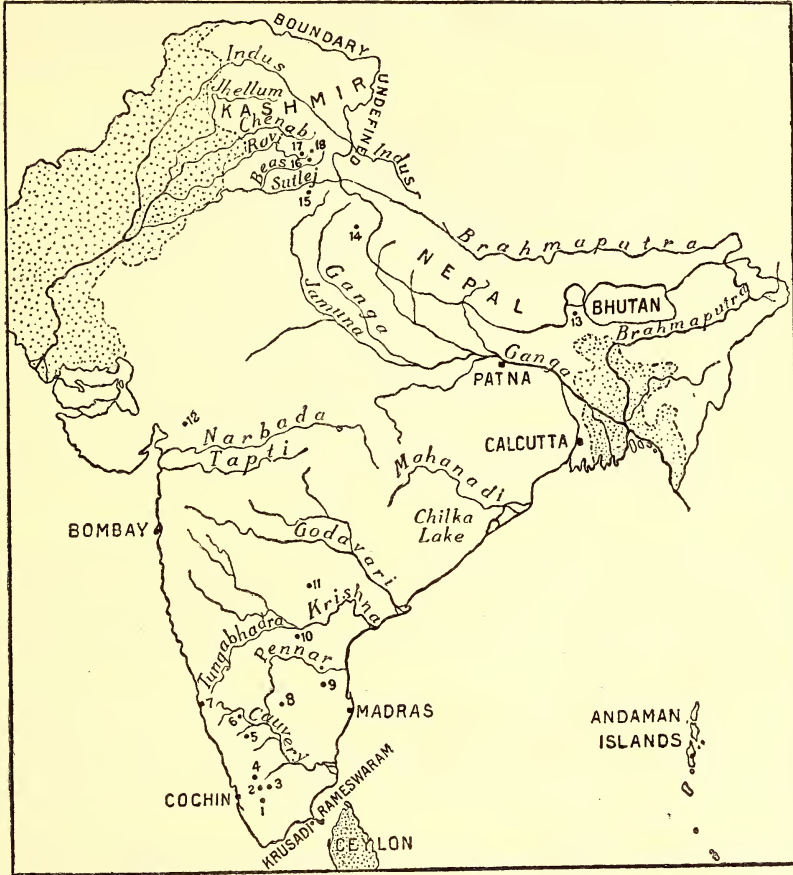 BOUNDARY
UNDEFINED
Indus
Jhellum
KASHMIR
Chenab
Ravi
17
18
16
Beas
Sutlej
15
Indus
14
Brahmaputra
NEPAL
Ganga
Jamuna
13
BHUTAN
Brahmaputra
Ganga
PATNA
12
Narbada
Tapti
CALCUTTA
Mahanadi
Chilka
Lake
BOMBAY
Godavari
11
Krishna
Tungabhadra
10
Pennar
9
7
8
6
Cauvery
5
MADRAS
ANDAMAN
ISLANDS
4
2
3
COCHIN
1
KRUSADI
RAMESWARAM
CEYLON